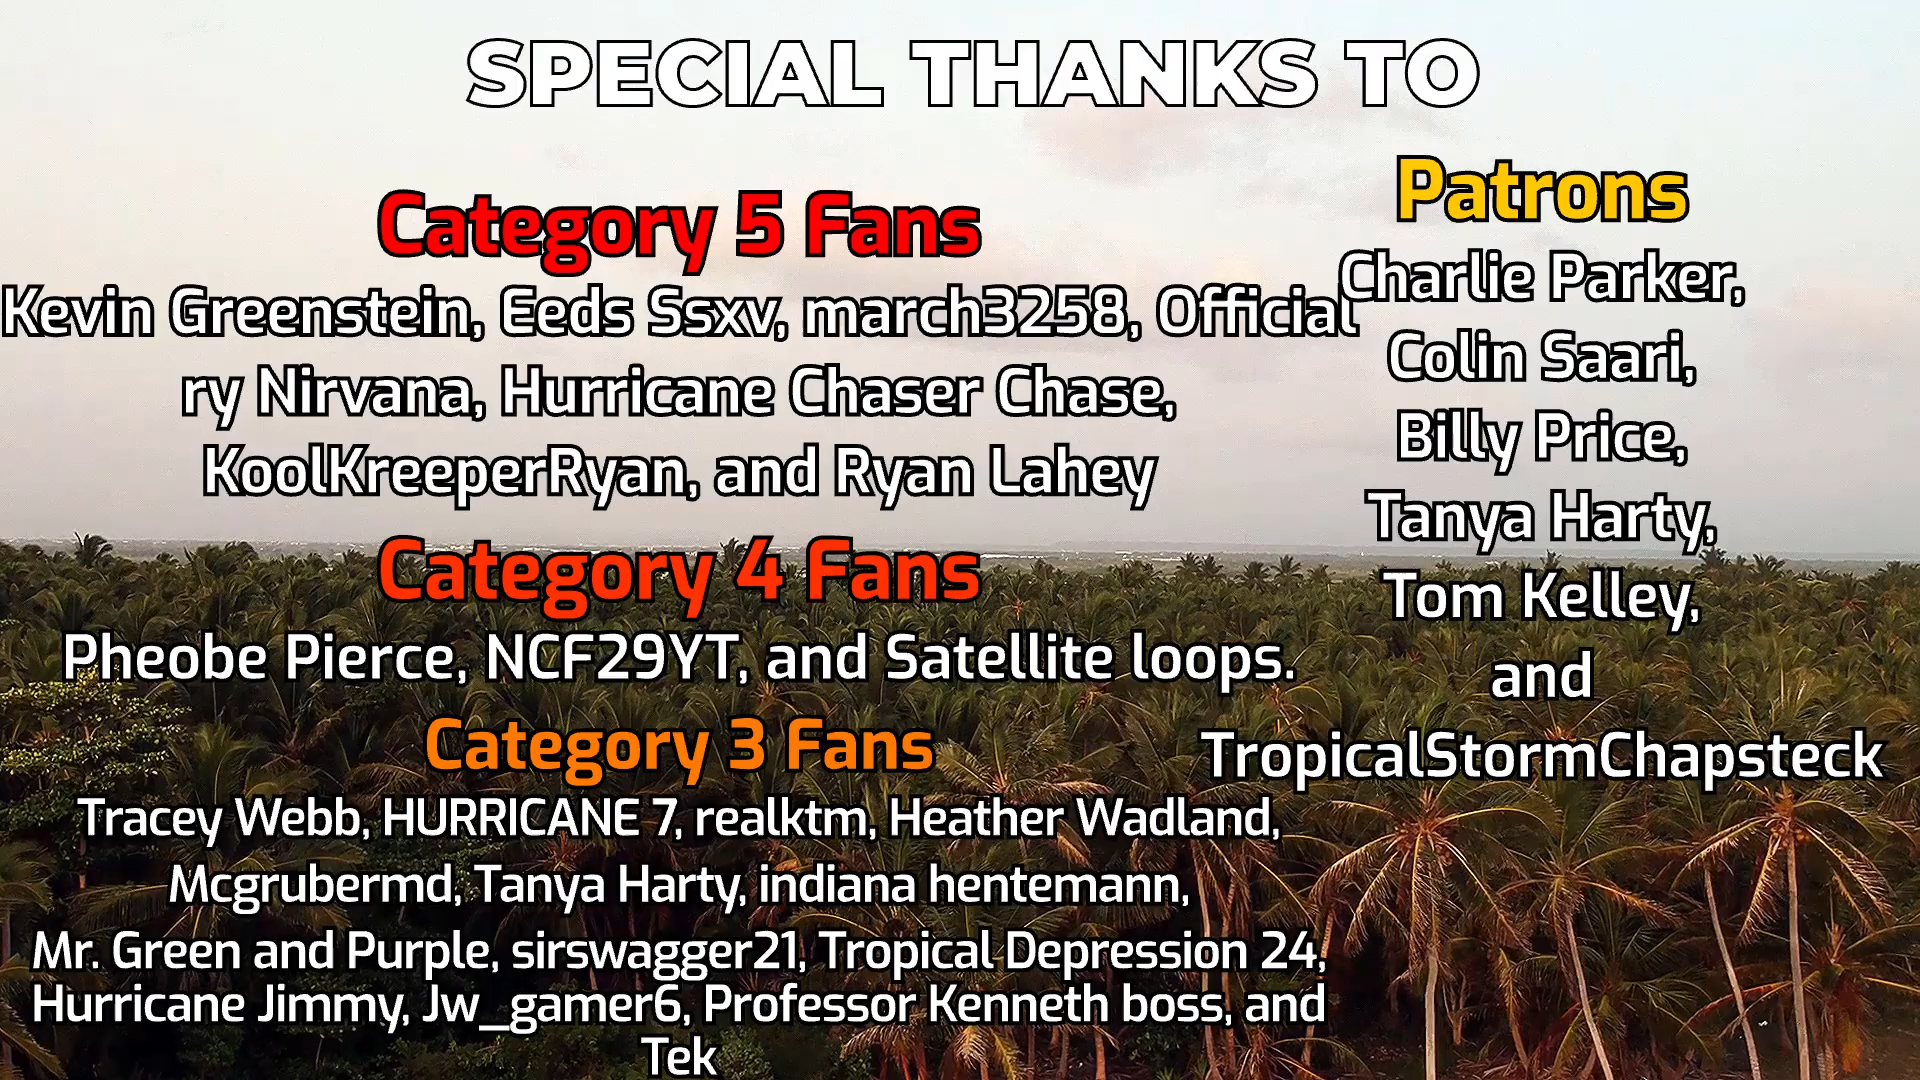 SPECIAL THANKS TO
Category 5 Fans
Kevin Greenstein, Eeds Ssxv, march3258, Official
ry Nirvana, Hurricane Chaser Chase,
KoolKreeperRyan, and Ryan Lahey
Category 4 Fans
Pheobe Pierce, NCF29YT, and Satellite loops.
Category 3 Fans
Tracey Webb, HURRICANE 7, realktm, Heather Wadland,
Mcgrubermd, Tanya Harty, indiana hentemann,
Mr. Green and Purple, sirswagger21, Tropical Depression 24,
Hurricane Jimmy, Jw_gamer6, Professor Kenneth boss, and
Tek
Patrons
Charlie Parker,
Colin Saari,
Billy Price,
Tanya Harty,
Tom Kelley,
and
TropicalStormChapsteck